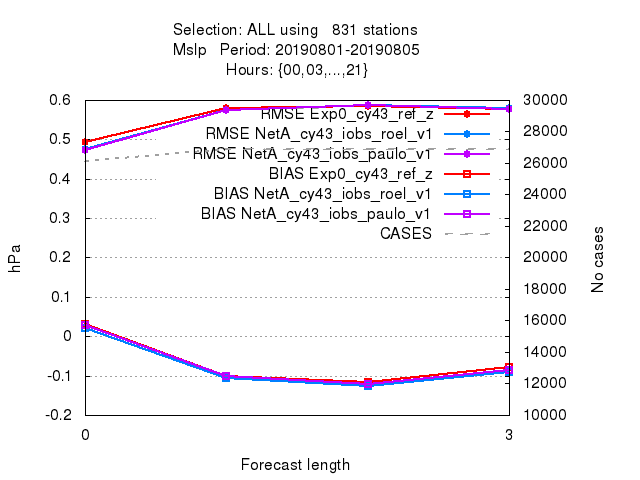 Selection: ALL using   831 stations
Mslp   Period: 20190801-20190805
Hours: {00,03,...,21}
0.6
0.5
0.4
0.3
0.2
0.1
0
-0.1
-0.2
30000
28000
26000
24000
22000
20000
18000
16000
14000
12000
10000
RMSE Exp0_cy43_ref_z
RMSE NetA_cy43_iobs_roel_v1
RMSE NetA_cy43_iobs_paulo_v1
BIAS Exp0_cy43_ref_z
BIAS NetA_cy43_iobs_roel_v1
BIAS NetA_cy43_iobs_paulo_v1
CASES
hPa
No cases
0
3
Forecast length